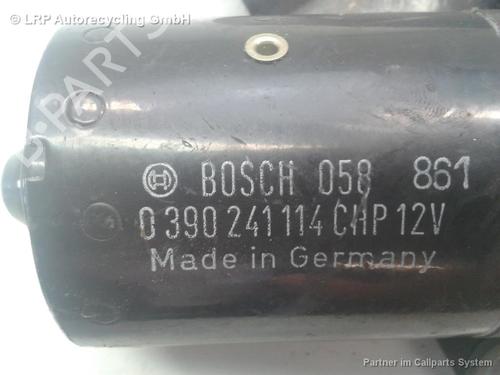 © LRP Autorecycling GmbH
B-PARTS
BOSCH 058 861
0 390 241 114 CHP 12V
Made in Germany
Partner im Callparts System